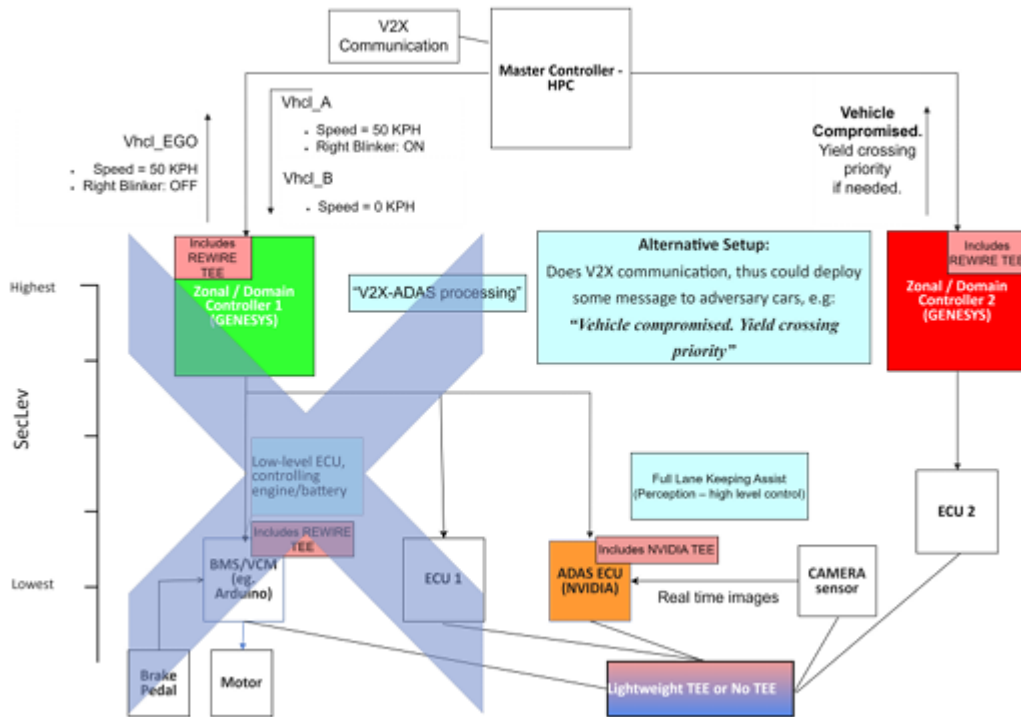 V2X
Communication
Master Controller -
HPC
Vhcl_A
• Speed = 50 KPH
• Right Blinker: ON
Vhcl_EGO
• Speed = 50 KPH
• Right Blinker: OFF
Vhcl_B
• Speed = 0 KPH
Vehicle
Compromised.
Yield crossing
priority
if needed.
Includes
REWIRE
TEE
Zonal / Domain
Controller 1
(GENESYS)
“V2X-ADAS processing”
Alternative Setup:
Does V2X communication, thus could deploy
some message to adversary cars, e.g:
“Vehicle compromised. Yield crossing
priority”
Includes
REWIRE TEE
Zonal / Domain
Controller 2
(GENESYS)
Highest
SecLev
Lowest
Low-level ECU,
controlling
engine/battery
Full Lane Keeping Assist
(Perception – high level control)
ECU 2
Includes REWIRE
TEE
BMS/VCM
(eg.
Arduino)
ECU 1
Includes NVIDIA TEE
ADAS ECU
(NVIDIA)
Real time images
CAMERA
sensor
Brake
Pedal
Motor
Lightweight TEE or No TEE